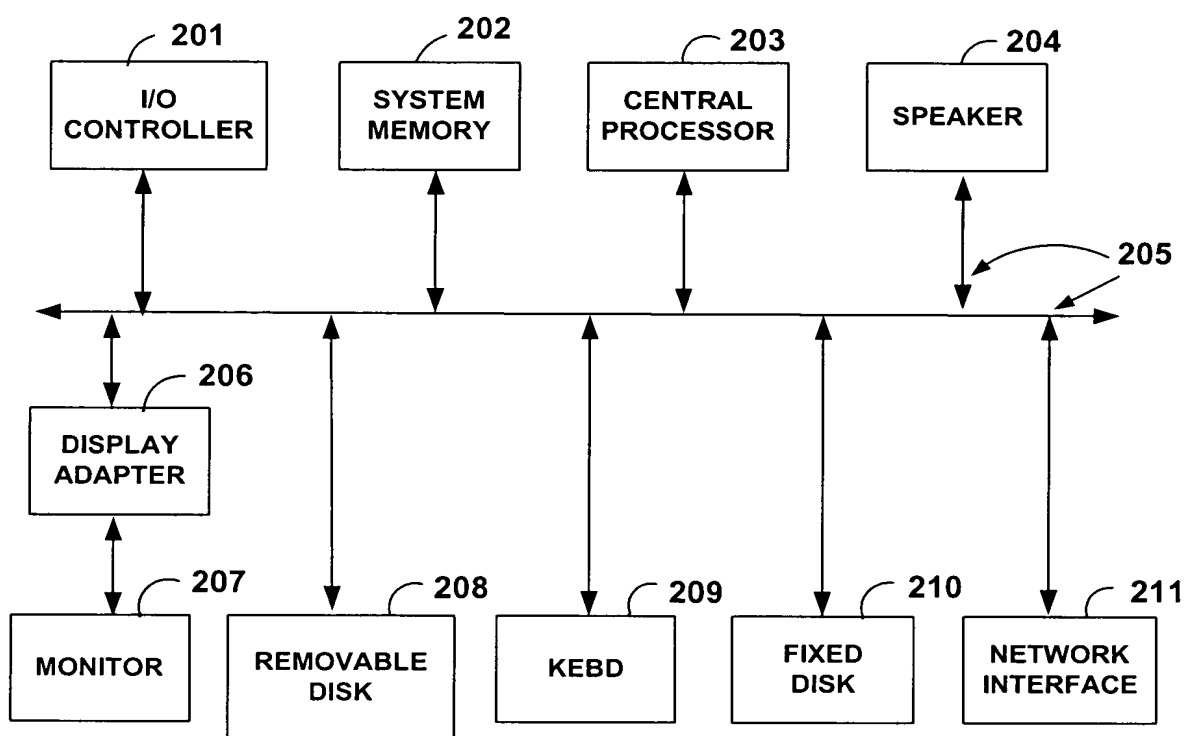 201
202
203
204
I/O
CONTROLLER
SYSTEM
MEMORY
CENTRAL
PROCESSOR
SPEAKER
205
206
DISPLAY
ADAPTER
207
208
209
210
211
MONITOR
REMOVABLE
DISK
KEBD
FIXED
DISK
NETWORK
INTERFACE